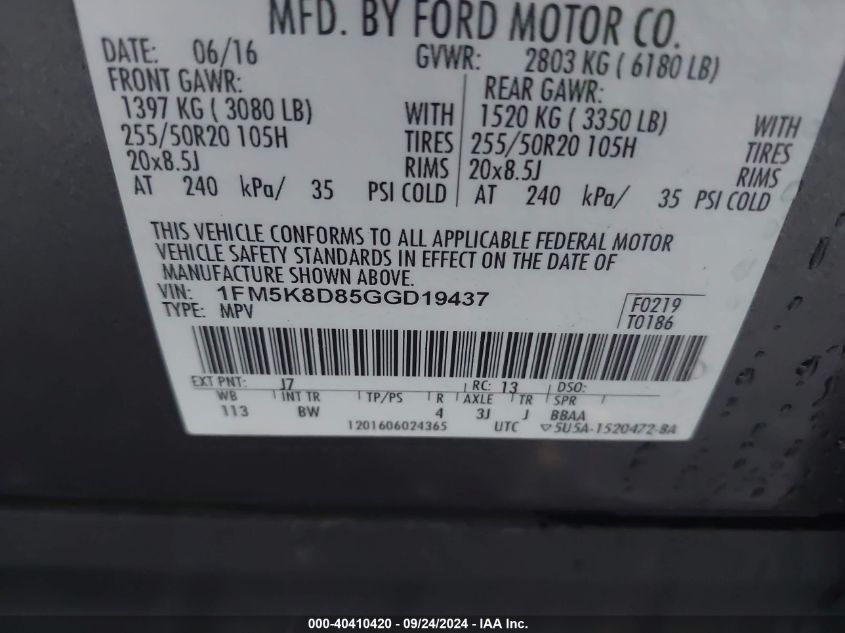 MFD. BY FORD MOTOR CO.
DATE: 06/16 GVWR: 2803 KG ( 6180 LB)
FRONT GAWR: REAR GAWR:
1397 KG ( 3080 LB) WITH 1520 KG ( 3350 LB) WITH
255/50R20 105H TIRES 255/50R20 105H TIRES
20x8.5J RIMS 20x8.5J RIMS
AT 240 kPa/ 35 PSI COLD AT 240 kPa/ 35 PSI COLD
THIS VEHICLE CONFORMS TO ALL APPLICABLE FEDERAL MOTOR
VEHICLE SAFETY STANDARDS IN EFFECT ON THE DATE OF
MANUFACTURE SHOWN ABOVE.
VIN: 1FM5K8D85GGD19437
TYPE: MPV
F0219
T0186
EXT PNT: J7 RC: 13 DSO:
WB INT TR TP/PS R AXLE TR SPR
113 BW 4 3J J BBAA
1201606024365 UTC ▽5U5A-1520472-8A
000-40410420 - 09/24/2024 - IAA Inc.